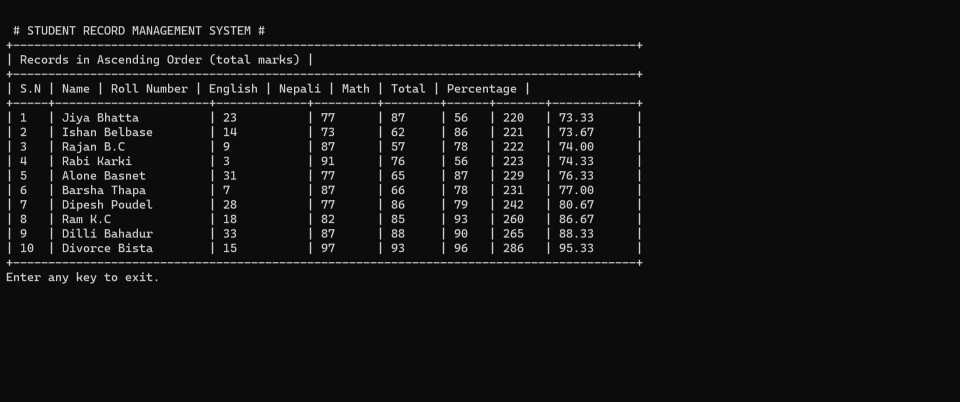 # STUDENT RECORD MANAGEMENT SYSTEM #
+-----------------------------------------------------------------------------------------+
| Records in Ascending Order (total marks) |
+-----------------------------------------------------------------------------------------+
| S.N | Name | Roll Number | English | Nepali | Math | Total | Percentage |
+-----+----------------------+-------------+---------+--------+------+-------+------------+
| 1   | Jiya Bhatta          | 23          | 77      | 87     | 56   | 220   | 73.33      |
| 2   | Ishan Belbase        | 14          | 73      | 62     | 86   | 221   | 73.67      |
| 3   | Rajan B.C            | 9           | 87      | 57     | 78   | 222   | 74.00      |
| 4   | Rabi Karki           | 3           | 91      | 76     | 56   | 223   | 74.33      |
| 5   | Alone Basnet         | 31          | 77      | 65     | 87   | 229   | 76.33      |
| 6   | Barsha Thapa         | 7           | 87      | 66     | 78   | 231   | 77.00      |
| 7   | Dipesh Poudel        | 28          | 77      | 86     | 79   | 242   | 80.67      |
| 8   | Ram K.C              | 18          | 82      | 85     | 93   | 260   | 86.67      |
| 9   | Dilli Bahadur        | 33          | 87      | 88     | 90   | 265   | 88.33      |
| 10  | Divorce Bista        | 15          | 97      | 93     | 96   | 286   | 95.33      |
+-----------------------------------------------------------------------------------------+
Enter any key to exit.